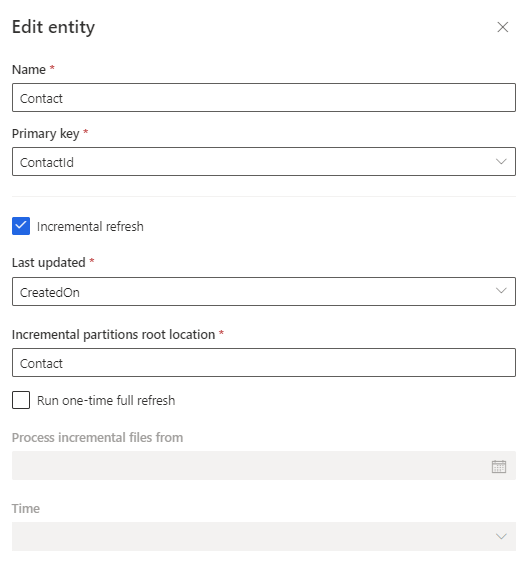 Edit entity
Name *
Contact
Primary key *
ContactId
Incremental refresh
Last updated *
CreatedOn
Incremental partitions root location *
Contact
Run one-time full refresh
Process incremental files from
Time